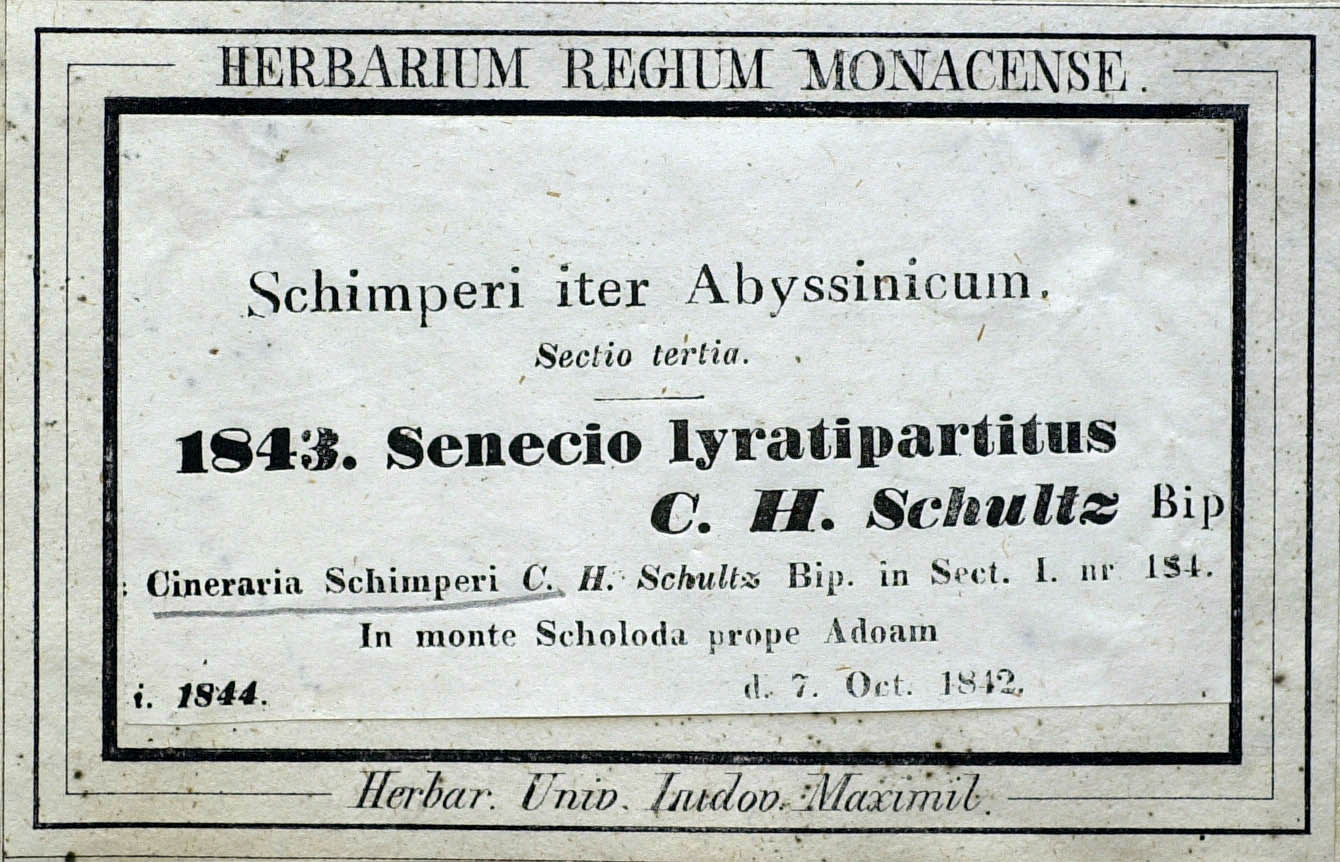 HERBARIUM REGIUM MONACENSE.
Schimperi iter Abyssinicum.
Sectio tertia.
1843. Senecio lyratipartitus
C. H. Schultz Bip
: Cineraria Schimperi C. H. Schultz Bip. in Sect. I. nr 184.
In monte Scholoda prope Adoam
i. 1844. d. 7. Oct. 1842.
Herbar. Univ. Ludov. Maximil.